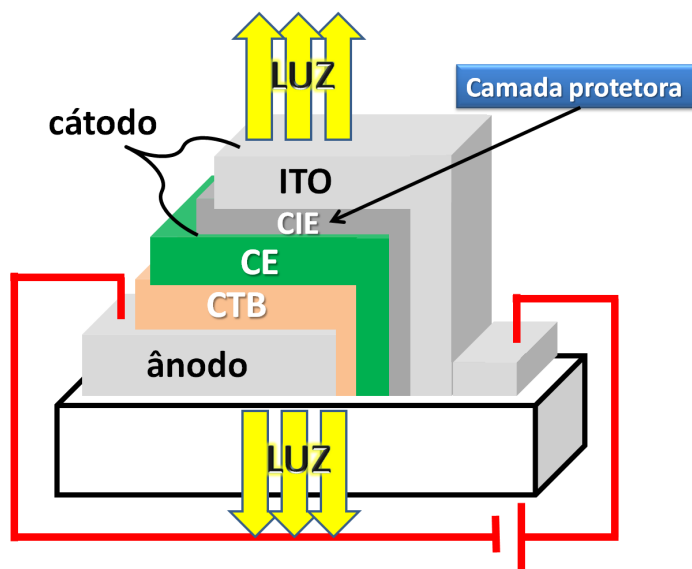 LUZ
Camada protetora
cátodo
ITO
CIE
CE
CTB
ânodo
LUZ